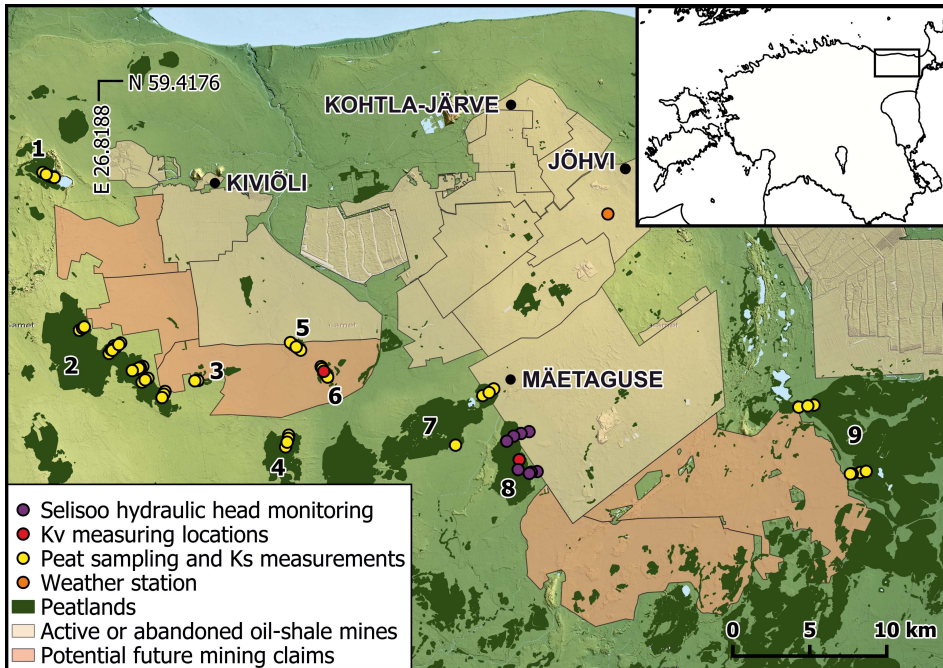 N 59.4176
E 26.8188
KOHTLA-JÄRVE
JÕHVI
1
KIVIÕLI
2
5
3
6
MÄETAGUSE
7
4
8
9
Selisoo hydraulic head monitoring
Kv measuring locations
Peat sampling and Ks measurements
Weather station
Peatlands
Active or abandoned oil-shale mines
Potential future mining claims
0 5 10 km